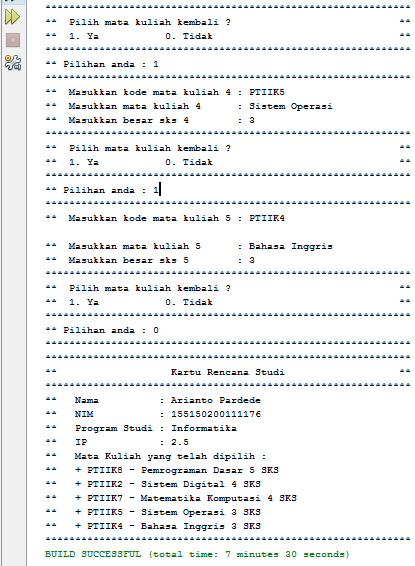 *****************************************************************
**  Pilih mata kuliah kembali ?                                **
**  1. Ya          0. Tidak                                    **
*****************************************************************
** Pilihan anda : 1
*****************************************************************
**  Masukkan kode mata kuliah 4 : PTIIK5
**  Masukkan mata kuliah 4      : Sistem Operasi
**  Masukkan besar sks 4        : 3
*****************************************************************
**  Pilih mata kuliah kembali ?                                **
**  1. Ya          0. Tidak                                    **
*****************************************************************
** Pilihan anda : 1
*****************************************************************
**  Masukkan kode mata kuliah 5 : PTIIK4
**  Masukkan mata kuliah 5      : Bahasa Inggris
**  Masukkan besar sks 5        : 3
*****************************************************************
**  Pilih mata kuliah kembali ?                                **
**  1. Ya          0. Tidak                                    **
*****************************************************************
** Pilihan anda : 0
*****************************************************************
*****************************************************************
**                  Kartu Rencana Studi                        **
*****************************************************************
**   Nama          : Arianto Pardede
**   NIM           : 155150200111176
**   Program Studi : Informatika
**   IP            : 2.5
**   Mata Kuliah yang telah dipilih :
**   + PTIIK8 - Pemrograman Dasar 5 SKS
**   + PTIIK2 - Sistem Digital 4 SKS
**   + PTIIK7 - Matematika Komputasi 4 SKS
**   + PTIIK5 - Sistem Operasi 3 SKS
**   + PTIIK4 - Bahasa Inggris 3 SKS
*****************************************************************
BUILD SUCCESSFUL (total time: 7 minutes 30 seconds)